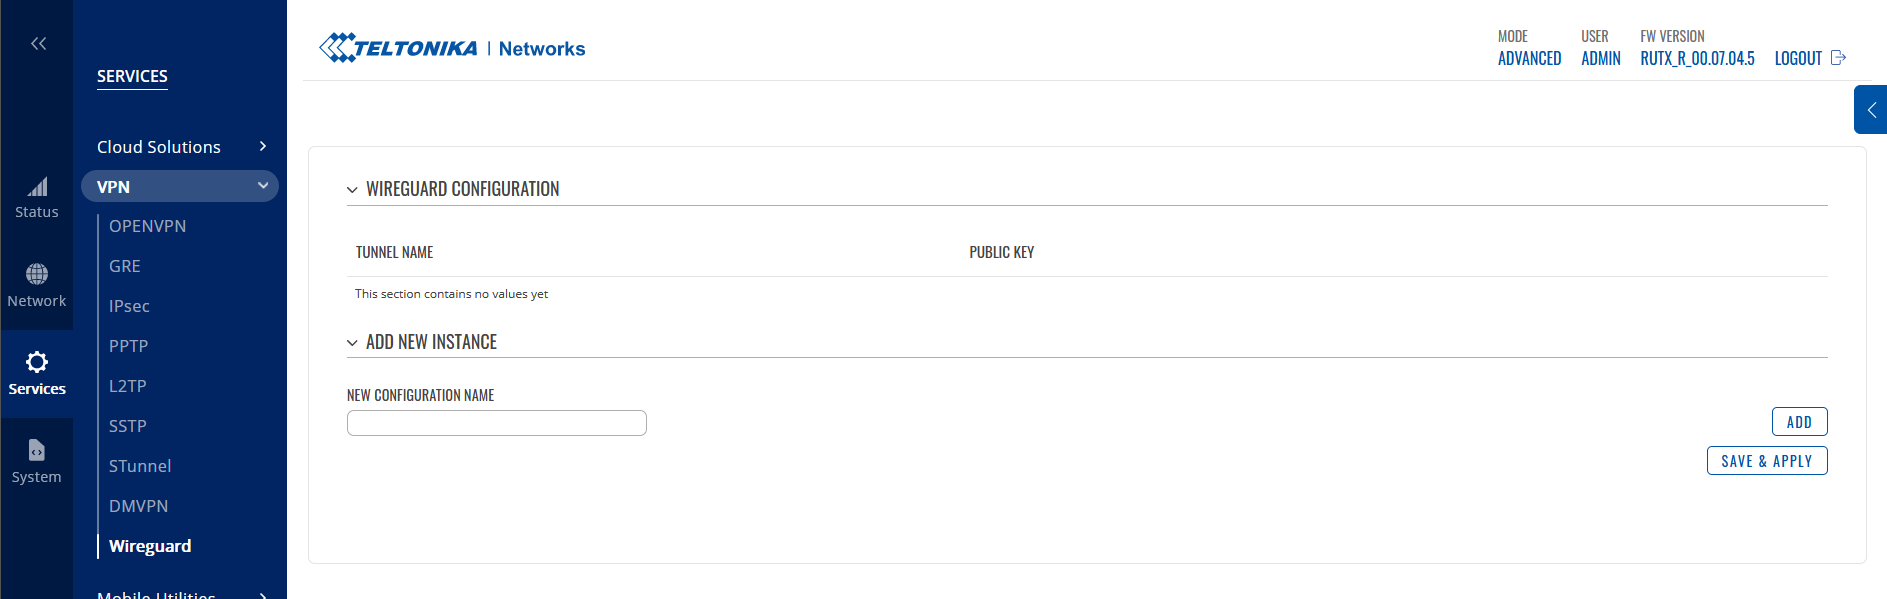 Status
Network
Services
System
SERVICES
Cloud Solutions
VPN
OPENVPN
GRE
IPsec
PPTP
L2TP
SSTP
STunnel
DMVPN
Wireguard
Mobile Utilities
TELTONIKA | Networks
MODE
ADVANCED
USER
ADMIN
FW VERSION
RUTX_R_00.07.04.5
LOGOUT
WIREGUARD CONFIGURATION
TUNNEL NAME PUBLIC KEY
This section contains no values yet
ADD NEW INSTANCE
NEW CONFIGURATION NAME
ADD
SAVE & APPLY